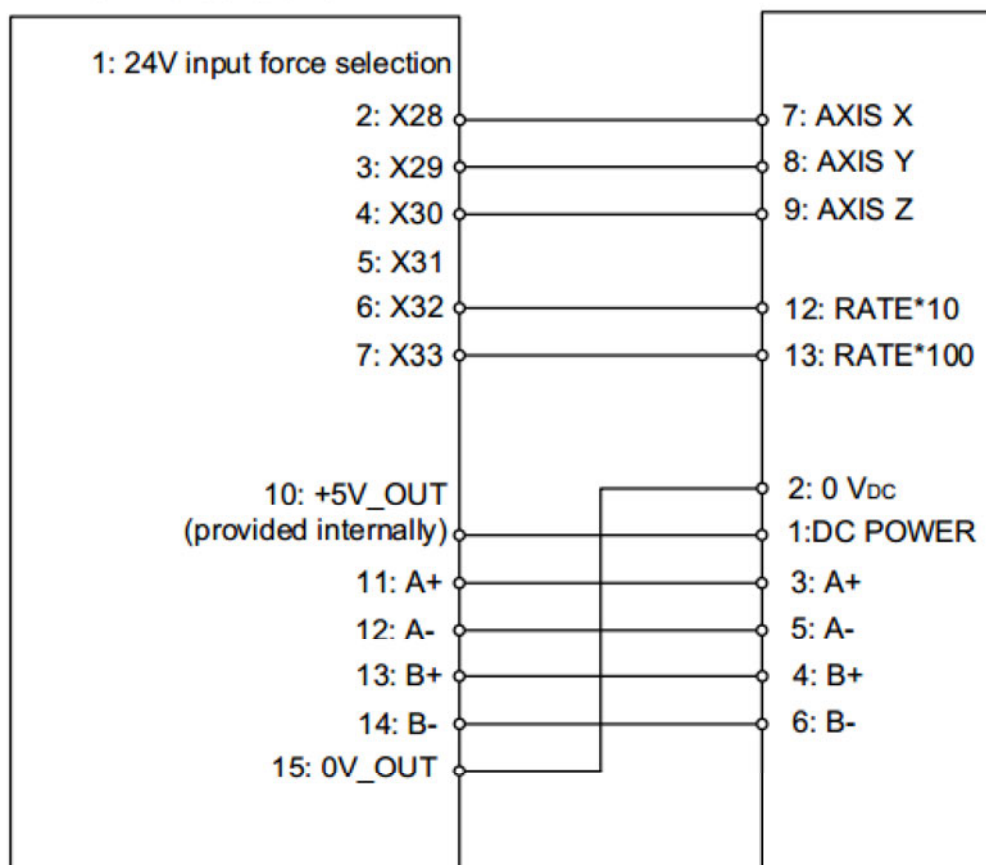 1: 24V input force selection
2: X28
7: AXIS X
3: X29
8: AXIS Y
4: X30
9: AXIS Z
5: X31
6: X32
12: RATE*10
7: X33
13: RATE*100
10: +5V_OUT
2: 0 VDC
(provided internally)
1:DC POWER
11: A+
3: A+
12: A-
5: A-
13: B+
4: B+
14: B-
6: B-
15: 0V_OUT